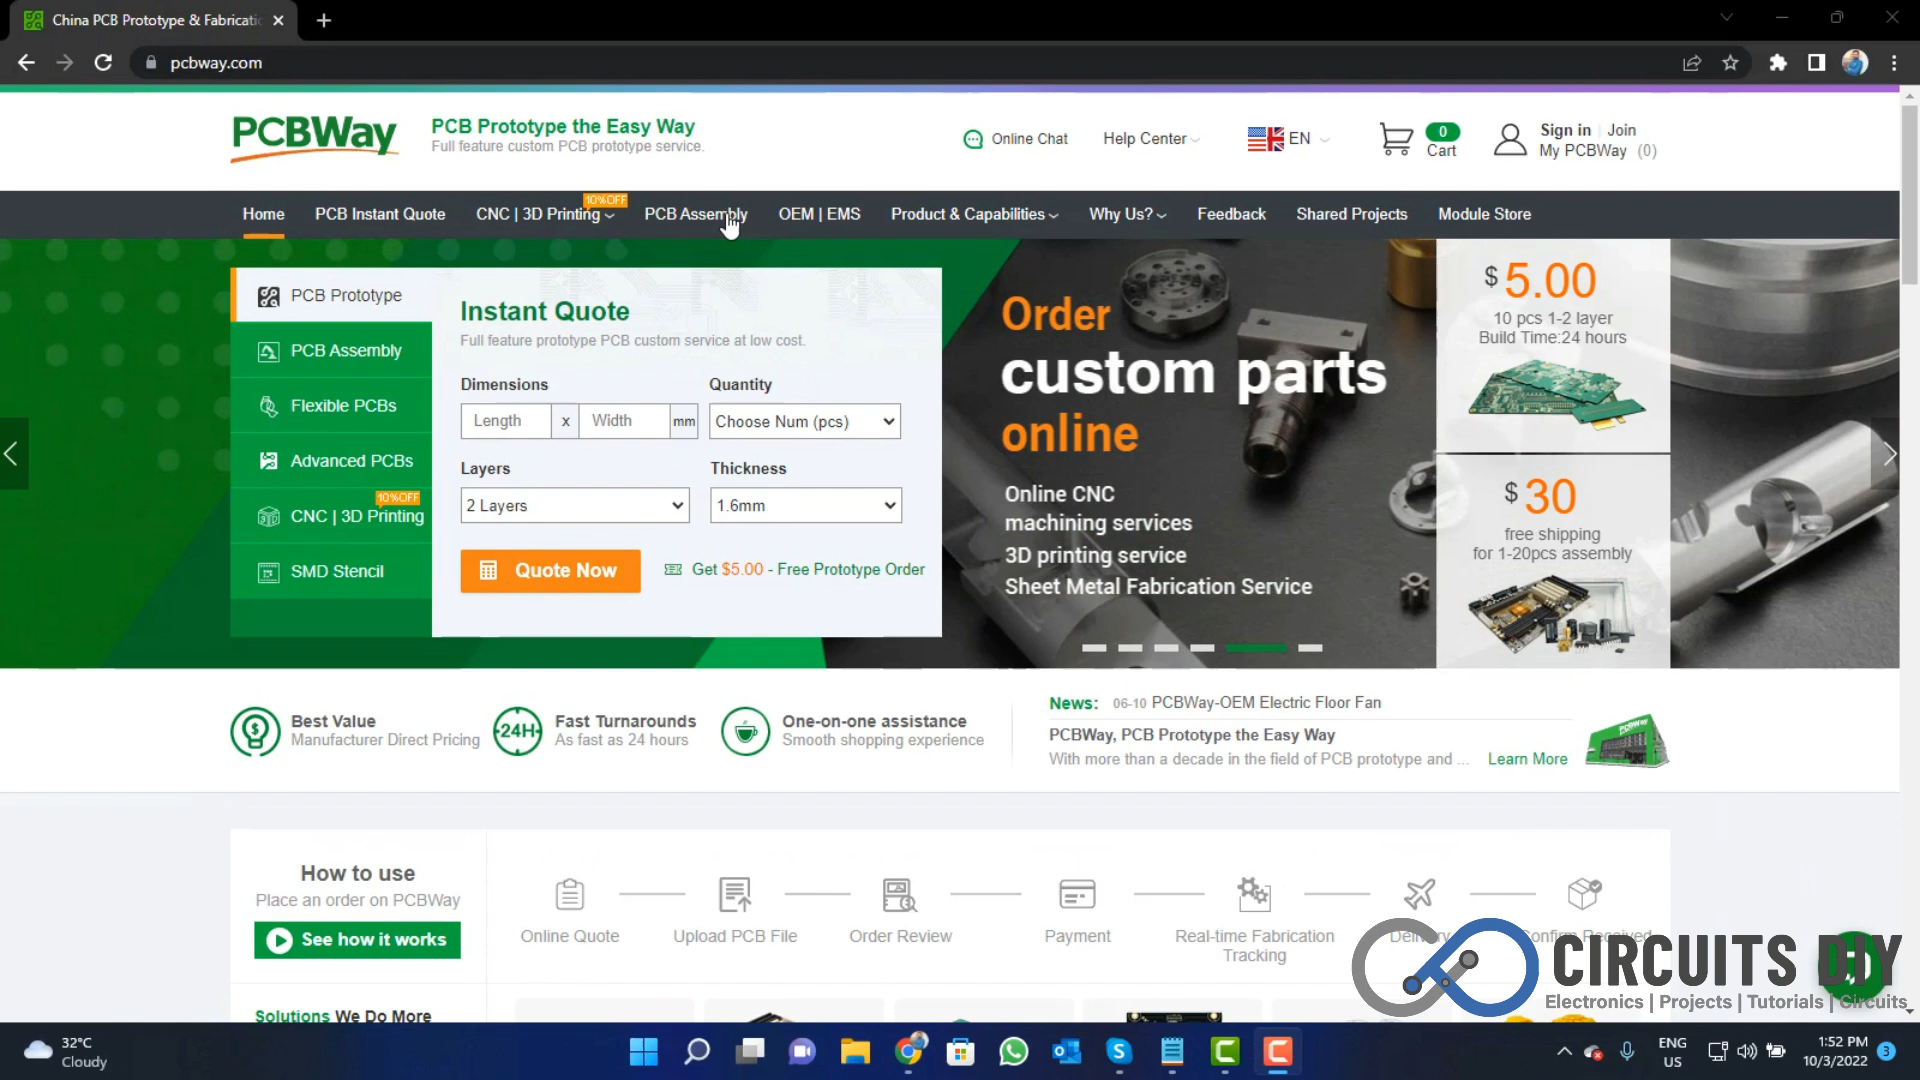 China PCB Prototype & Fabricatio
pcbway.com
PCBWay
PCB Prototype the Easy Way
Full feature custom PCB prototype service.
Online Chat
Help Center
EN
0
Cart
Sign in
Join
My PCBWay (0)
Home
PCB Instant Quote
CNC | 3D Printing
10%OFF
PCB Assembly
OEM | EMS
Product & Capabilities
Why Us?
Feedback
Shared Projects
Module Store
PCB Prototype
PCB Assembly
Flexible PCBs
Advanced PCBs
10%OFF
CNC | 3D Printing
SMD Stencil
Instant Quote
Full feature prototype PCB custom service at low cost.
Dimensions
Quantity
Length
x
Width
mm
Choose Num (pcs)
Layers
Thickness
2 Layers
1.6mm
Quote Now
Get $5.00 - Free Prototype Order
Order
custom parts
online
Online CNC
machining services
3D printing service
Sheet Metal Fabrication Service
$5.00
10 pcs 1-2 layer
Build Time:24 hours
$30
free shipping
for 1-20pcs assembly
Best Value
Manufacturer Direct Pricing
24H
Fast Turnarounds
As fast as 24 hours
One-on-one assistance
Smooth shopping experience
News: 06-10 PCBWay-OEM Electric Floor Fan
PCBWay, PCB Prototype the Easy Way
With more than a decade in the field of PCB prototype and ...
Learn More
How to use
Place an order on PCBWay
See how it works
Online Quote
Upload PCB File
Order Review
Payment
Real-time Fabrication
Tracking
Delivery
Confirm Received
Solutions We Do More
CIRCUITS DIY
Electronics | Projects | Tutorials | Circuits
32°C
Cloudy
ENG
US
1:52 PM
10/3/2022
3